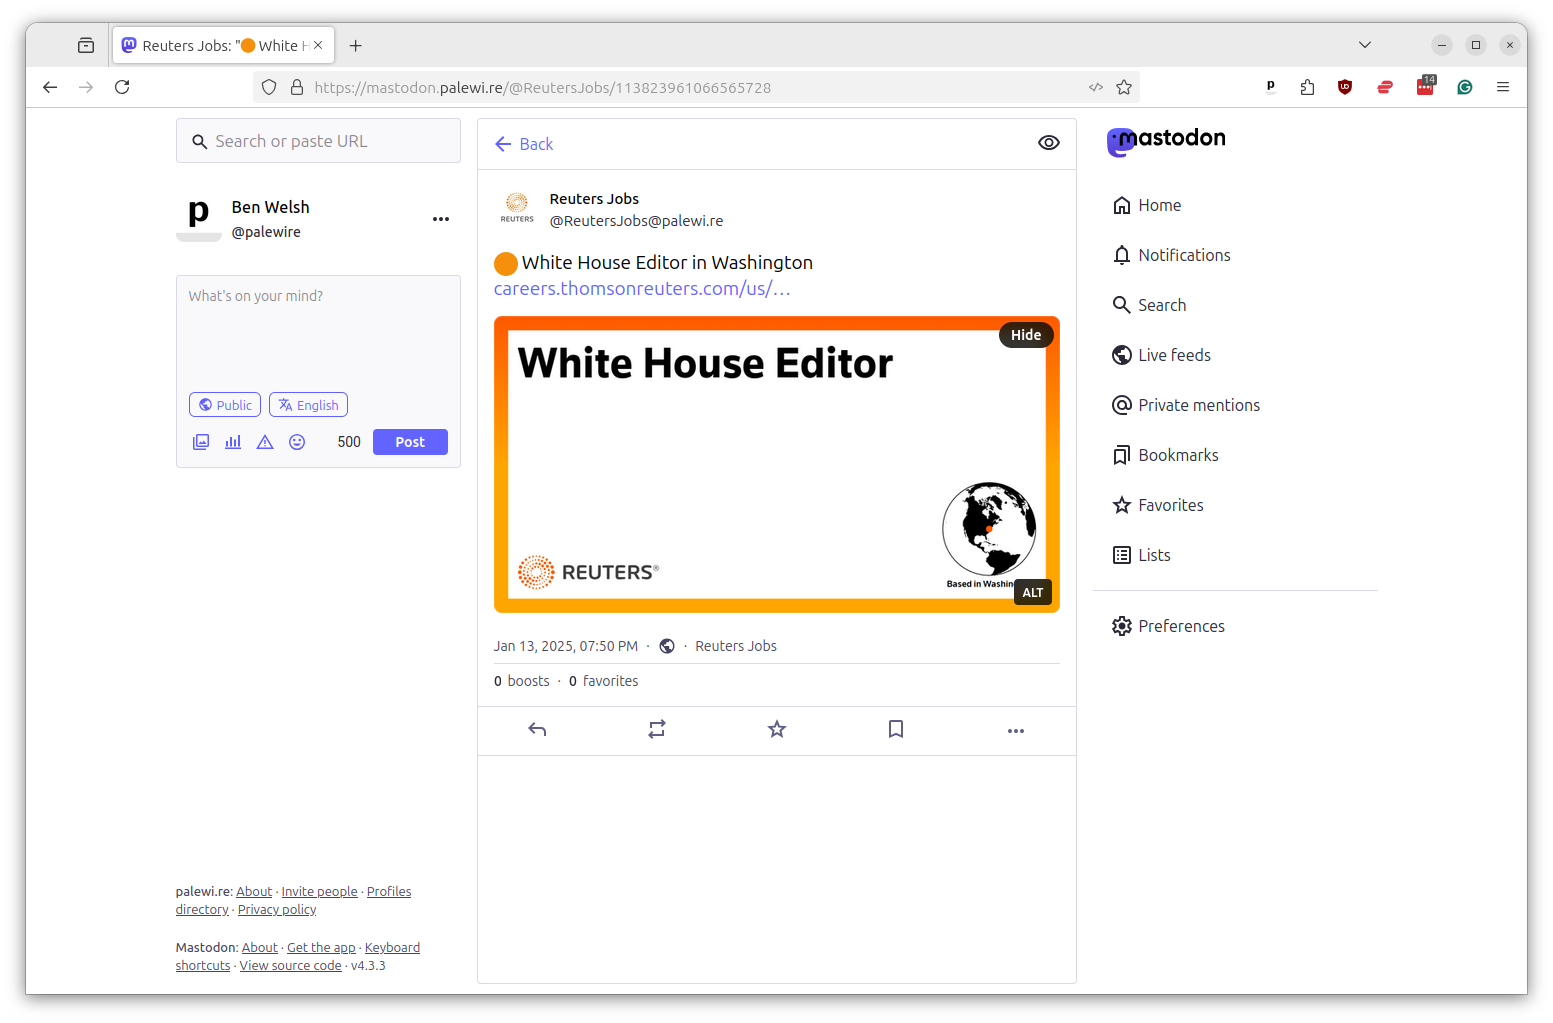 Reuters Jobs: "🟠 White H
https://mastodon.palewi.re/@ReutersJobs/113823961066565728
14
Search or paste URL
p
Ben Welsh
@palewire
What's on your mind?
Public
English
500
Post
palewi.re: About · Invite people · Profiles
directory · Privacy policy
Mastodon: About · Get the app · Keyboard
shortcuts · View source code · v4.3.3
Back
REUTERS
Reuters Jobs
@ReutersJobs@palewi.re
🟠 White House Editor in Washington
careers.thomsonreuters.com/us/…
Hide
White House Editor
REUTERS®
Based in Washin
ALT
Jan 13, 2025, 07:50 PM · Reuters Jobs
0 boosts · 0 favorites
mastodon
Home
Notifications
Search
Live feeds
Private mentions
Bookmarks
Favorites
Lists
Preferences